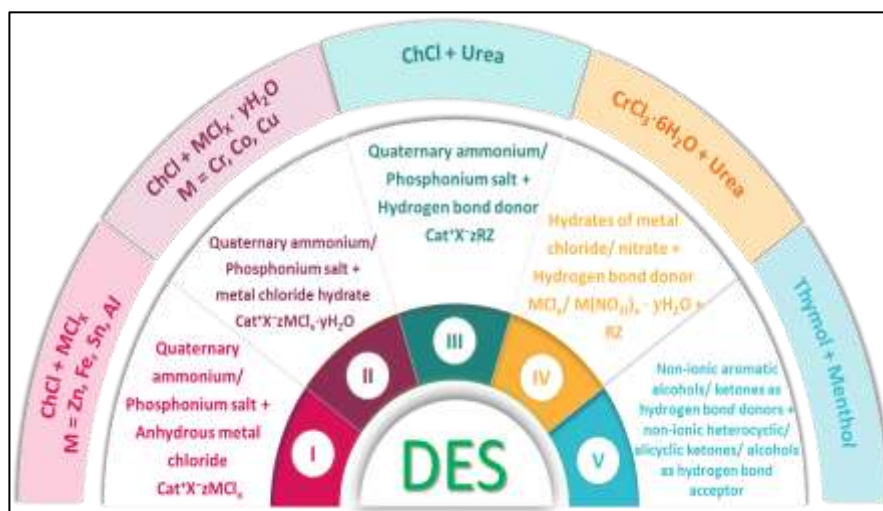 ChCl + MClₓ
M = Zn, Fe, Sn, Al
ChCl + MClₓ · yH₂O
M = Cr, Co, Cu
ChCl + Urea
CrCl₃·6H₂O + Urea
Thymol + Menthol
Quaternary
ammonium/
Phosphonium salt +
Anhydrous metal
chloride
Cat⁺X⁻zMClₓ
Quaternary ammonium/
Phosphonium salt +
metal chloride hydrate
Cat⁺X⁻zMClₓ·yH₂O
Quaternary ammonium/
Phosphonium salt +
Hydrogen bond donor
Cat⁺X⁻zRZ
Hydrates of metal
chloride/ nitrate +
Hydrogen bond donor
MClₓ/ M(NO₃)ₓ · yH₂O +
RZ
Non-ionic aromatic
alcohols/ ketones as
hydrogen bond donors +
non-ionic heterocyclic/
alicyclic ketones/ alcohols
as hydrogen bond
acceptor
I
II
III
IV
V
DES